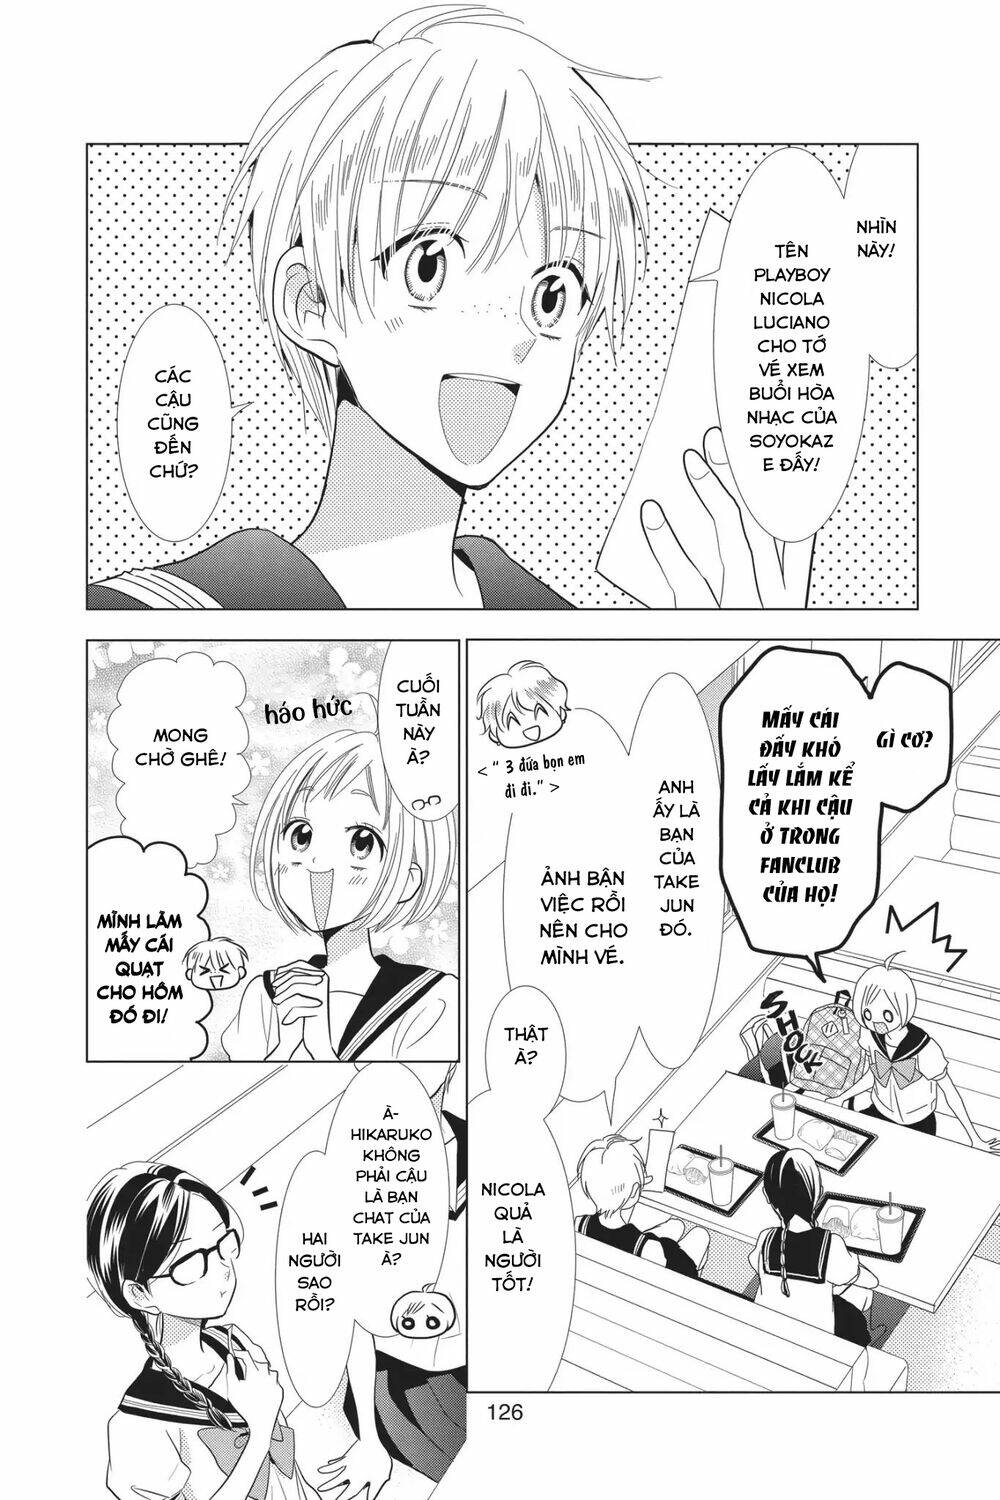 NHÌN
NÀY!
TÊN
PLAYBOY
NICOLA
LUCIANO
CHO TỚ
VÉ XEM
BUỔI HÒA
NHẠC CỦA
SOYOKAZ
E ĐẤY!
CÁC
CẬU
CŨNG
ĐẾN
CHỨ?
GÌ CƠ?
MẤY CÁI
ĐẤY KHÓ
LẤY LẮM KỂ
CẢ KHI CẬU
Ở TRONG
FANCLUB
CỦA HỌ!
SHOCK
< " 3 đứa bọn em
đi đi." >
ANH
ẤY LÀ
BẠN
CỦA
TAKE
JUN
ĐÓ.
ẢNH BẬN
VIỆC RỒI
NÊN CHO
MÌNH VÉ.
THẬT
À?
NICOLA
QUẢ
LÀ
NGƯỜI
TỐT!
CUỐI
TUẦN
NÀY
À?
háo hức
MONG
CHỜ GHÊ!
MÌNH LÀM
MẤY CÁI
QUẠT
CHO HÔM
ĐÓ ĐI!
À-
HIKARUKO
KHÔNG
PHẢI CẬU
LÀ BẠN
CHAT CỦA
TAKE JUN
À?
HAI
NGƯỜI
SAO
RỒI?
126